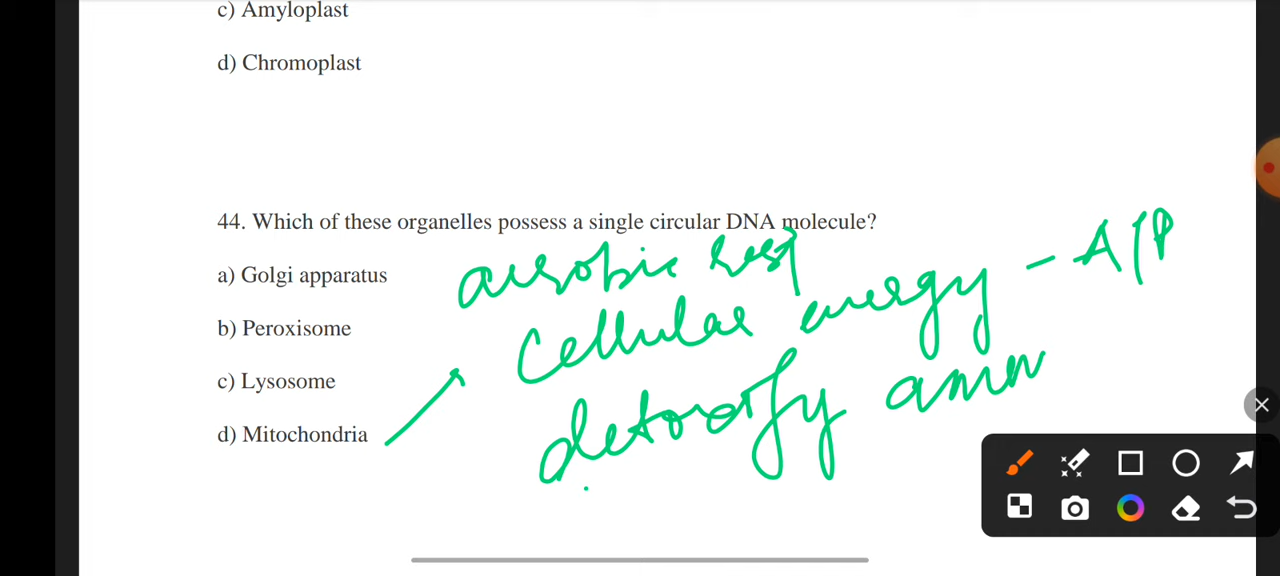 c) Amyloplast
d) Chromoplast
44. Which of these organelles possess a single circular DNA molecule?
a) Golgi apparatus
aerobic resp
b) Peroxisome
cellular energy - ATP
c) Lysosome
d) Mitochondria
detoxify amm